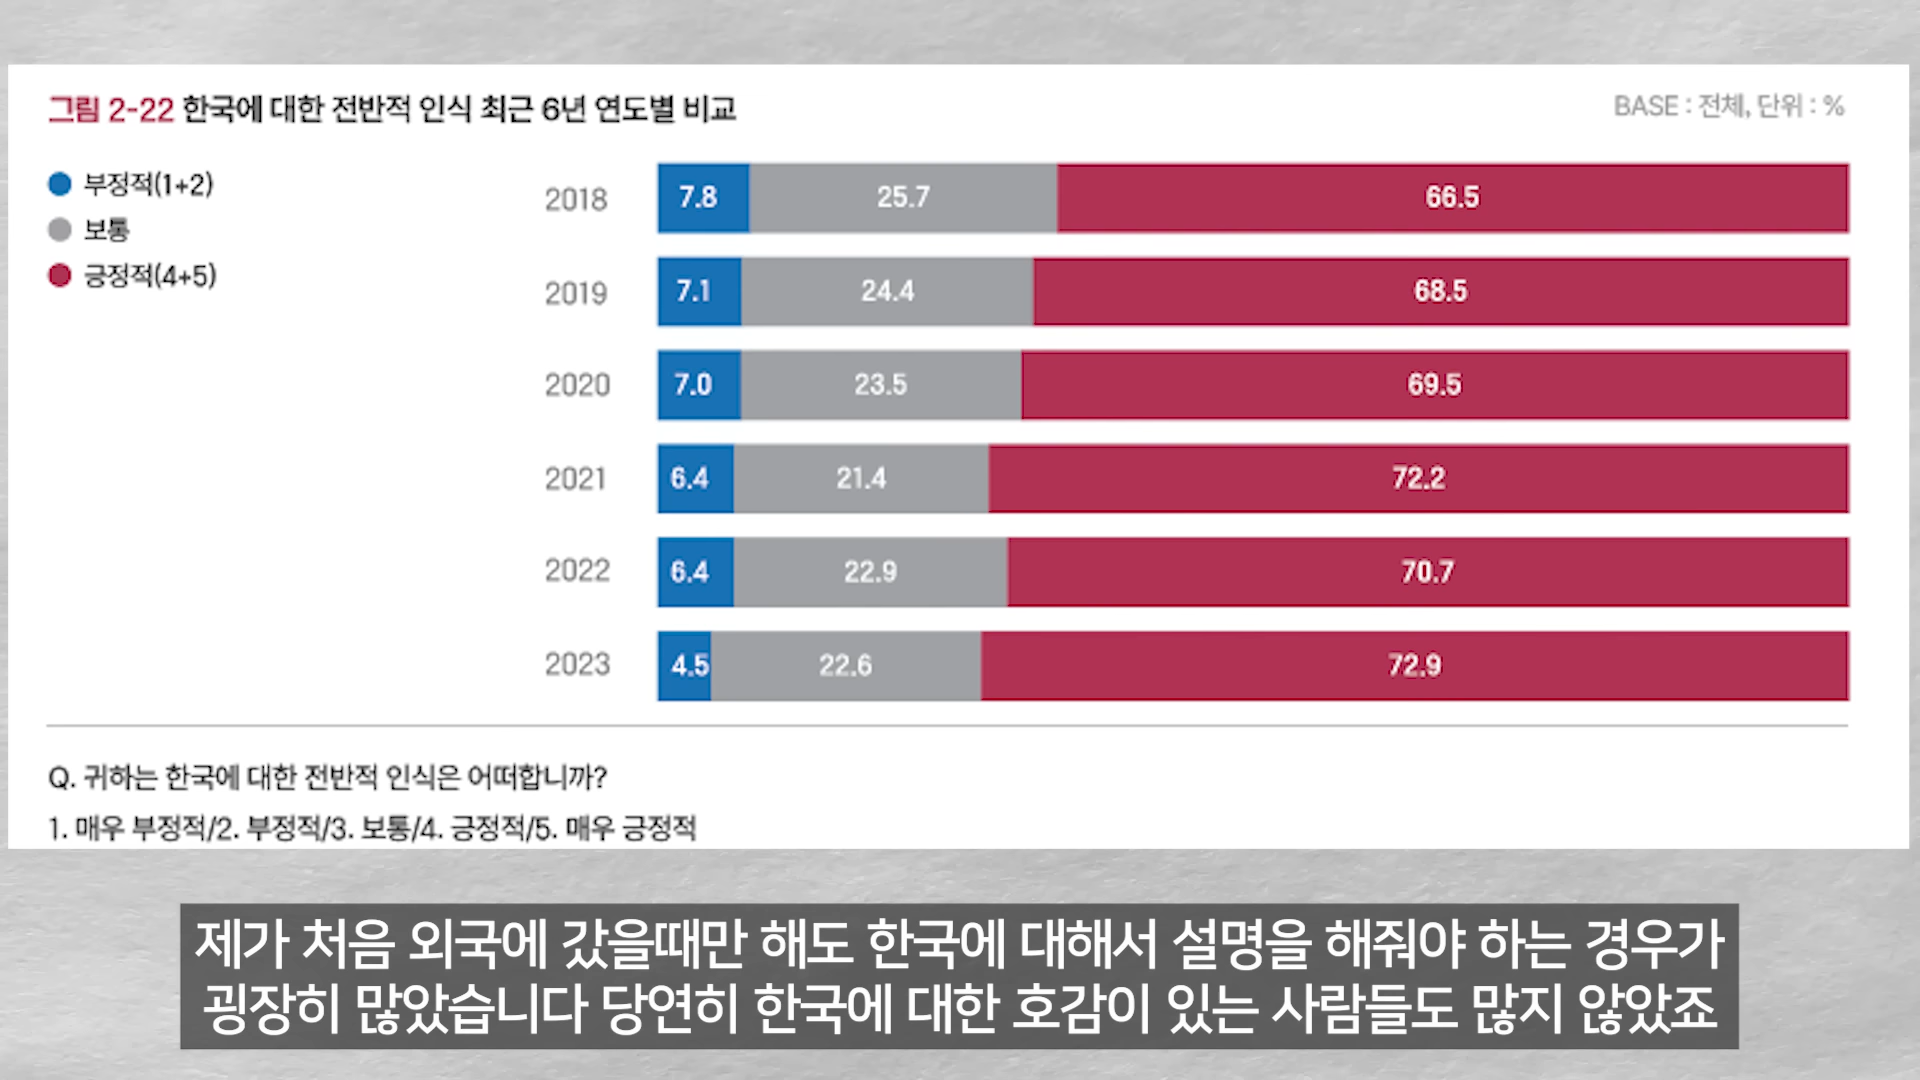 그림 2-22 한국에 대한 전반적 인식 최근 6년 연도별 비교
BASE : 전체, 단위 : %
부정적(1+2)
보통
긍정적(4+5)
2018 7.8 25.7 66.5
2019 7.1 24.4 68.5
2020 7.0 23.5 69.5
2021 6.4 21.4 72.2
2022 6.4 22.9 70.7
2023 4.5 22.6 72.9
Q. 귀하는 한국에 대한 전반적 인식은 어떠합니까?
1. 매우 부정적/2. 부정적/3. 보통/4. 긍정적/5. 매우 긍정적
제가 처음 외국에 갔을때만 해도 한국에 대해서 설명을 해줘야 하는 경우가
굉장히 많았습니다 당연히 한국에 대한 호감이 있는 사람들도 많지 않았죠